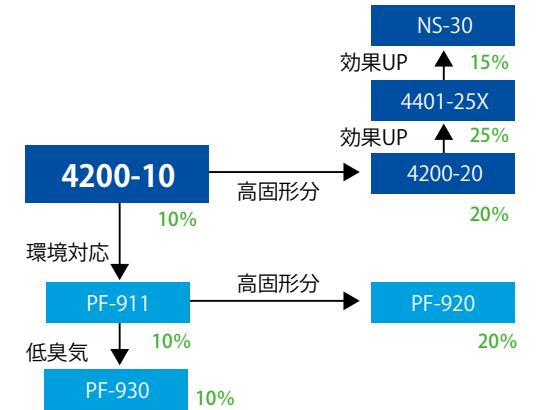 NS-30
効果UP
15%
4401-25X
効果UP
25%
4200-10
高固形分
4200-20
10%
20%
環境対応
PF-911
高固形分
PF-920
10%
20%
低臭気
PF-930
10%